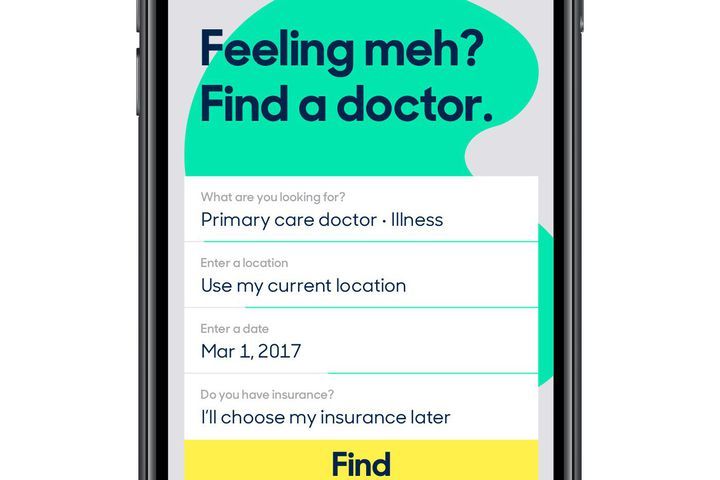 Feeling meh?
Find a doctor.
What are you looking for?
Primary care doctor · Illness
Enter a location
Use my current location
Enter a date
Mar 1, 2017
Do you have insurance?
I'll choose my insurance later
Find